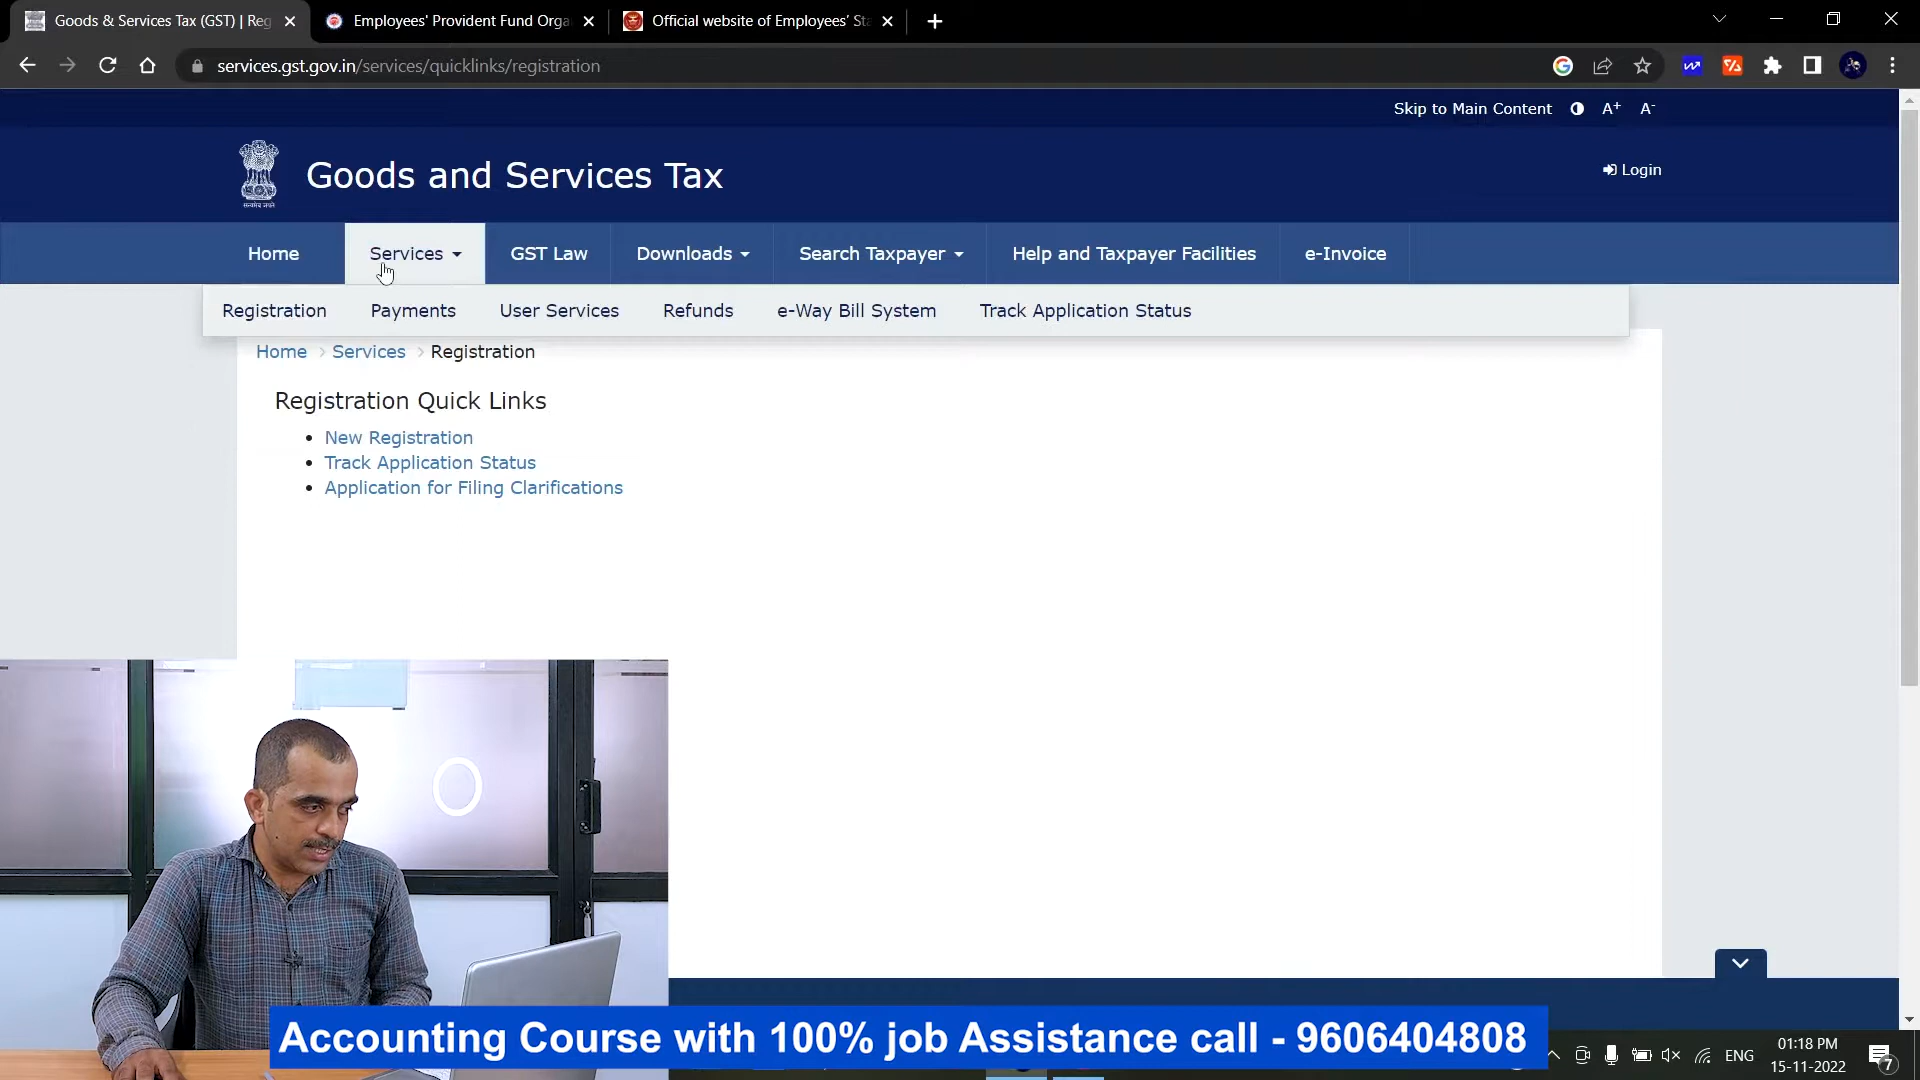 Goods & Services Tax (GST) | Reg
Employees' Provident Fund Orga
Official website of Employees' Sta
services.gst.gov.in/services/quicklinks/registration
Skip to Main Content A+ A-
Goods and Services Tax
Login
Home Services GST Law Downloads Search Taxpayer Help and Taxpayer Facilities e-Invoice
Registration Payments User Services Refunds e-Way Bill System Track Application Status
Home > Services > Registration
Registration Quick Links
• New Registration
• Track Application Status
• Application for Filing Clarifications
Accounting Course with 100% job Assistance call - 9606404808
ENG
01:18 PM
15-11-2022
7